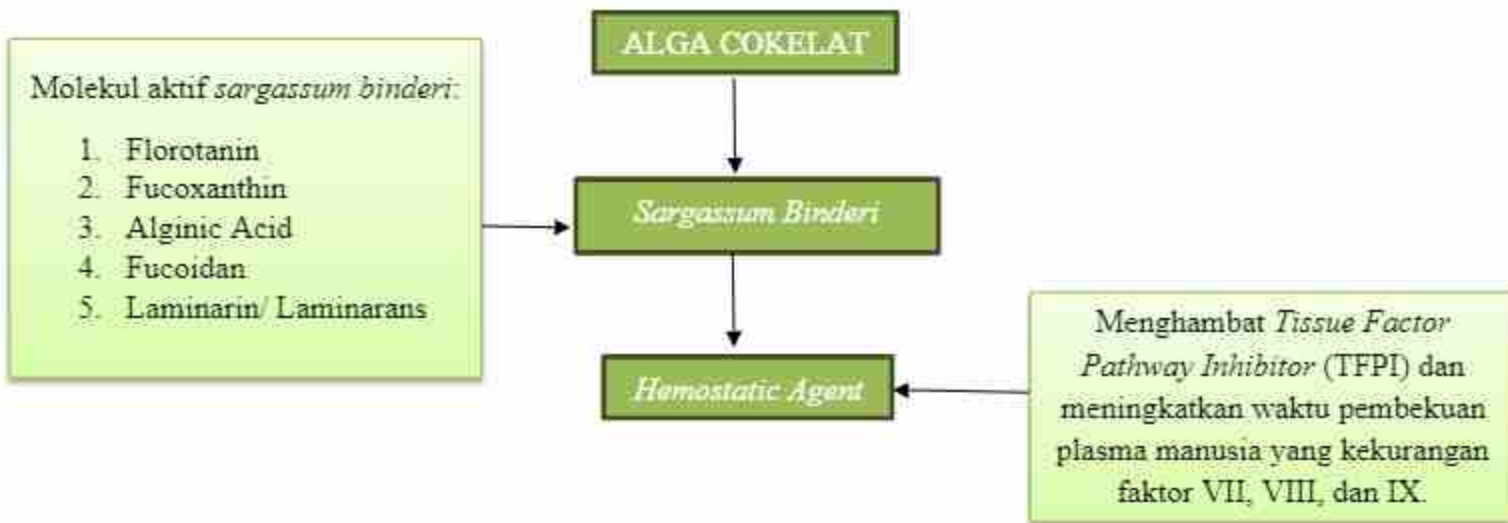 ALGA COKELAT
Molekul aktif sargassum binderi:
1. Florotanin
2. Fucoxanthin
3. Alginic Acid
4. Fucoidan
5. Laminarin/ Laminarans
Sargassum Binderi
Hemostatic Agent
Menghambat Tissue Factor
Pathway Inhibitor (TFPI) dan
meningkatkan waktu pembekuan
plasma manusia yang kekurangan
faktor VII, VIII, dan IX.